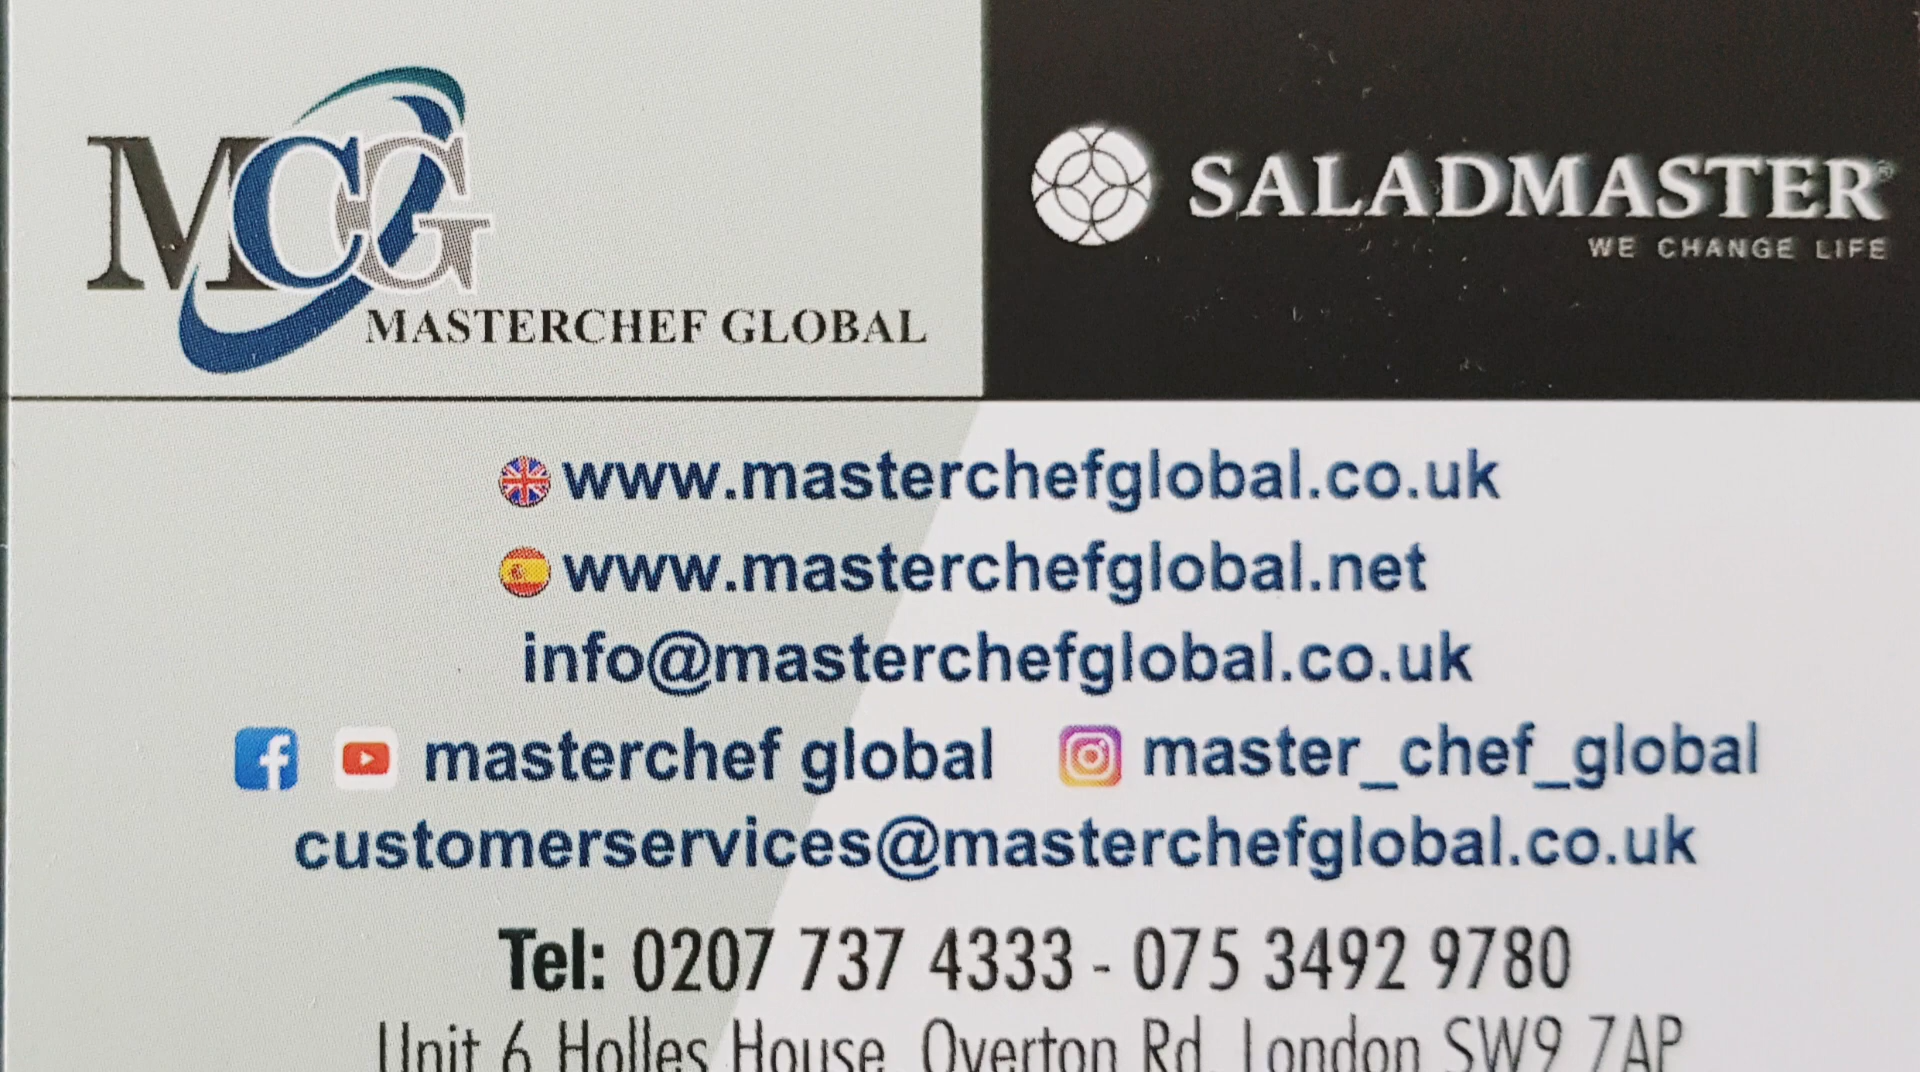 MCG
MASTERCHEF GLOBAL
SALADMASTER®
WE CHANGE LIFE
www.masterchefglobal.co.uk
www.masterchefglobal.net
info@masterchefglobal.co.uk
masterchef global master_chef_global
customerservices@masterchefglobal.co.uk
Tel: 0207 737 4333 - 075 3492 9780
Unit 6 Holles House, Overton Rd, London SW9 7AP